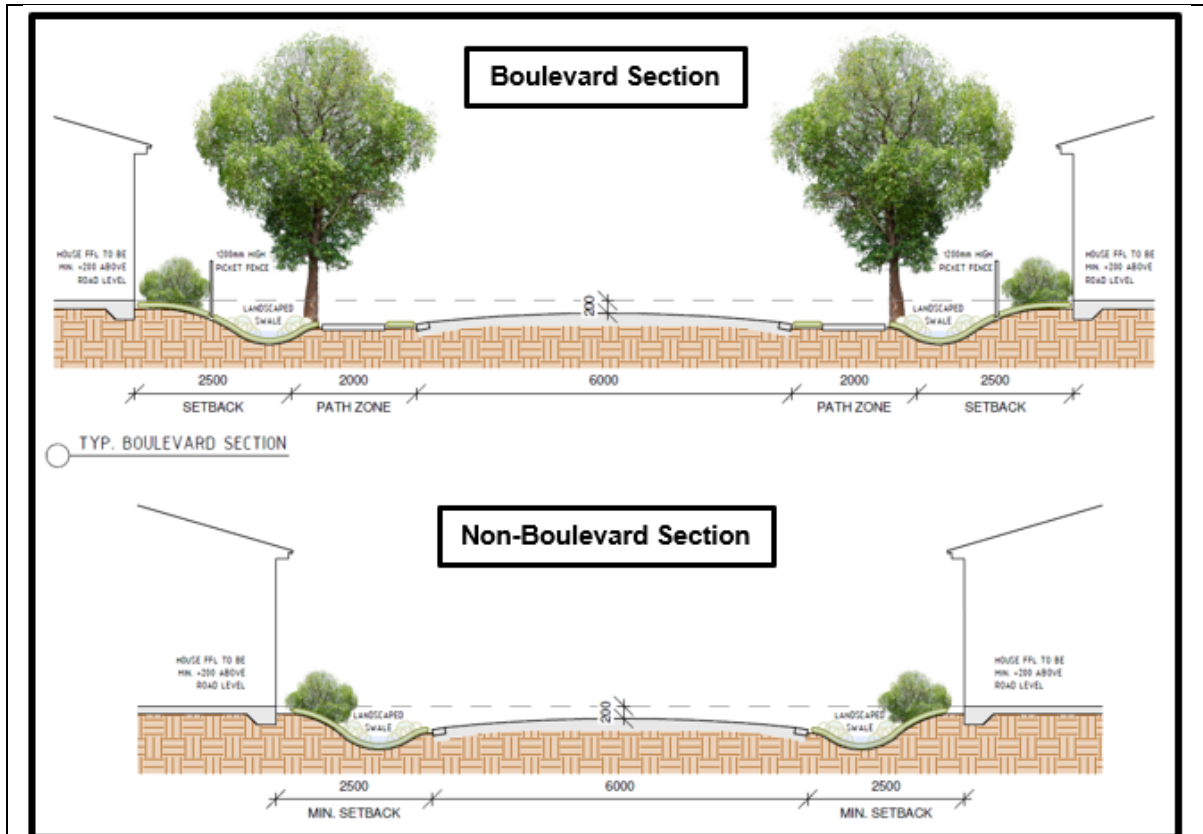 Boulevard Section
HOUSE FFL TO BE
MIN. +200 ABOVE
ROAD LEVEL
1200mm HIGH
PICKET FENCE
LANDSCAPED
SWALE
200
1200mm HIGH
PICKET FENCE
LANDSCAPED
SWALE
HOUSE FFL TO BE
MIN. +200 ABOVE
ROAD LEVEL
2500 2000 6000 2000 2500
SETBACK PATH ZONE PATH ZONE SETBACK
TYP. BOULEVARD SECTION
Non-Boulevard Section
HOUSE FFL TO BE
MIN. +200 ABOVE
ROAD LEVEL
LANDSCAPED
SWALE
200
LANDSCAPED
SWALE
HOUSE FFL TO BE
MIN. +200 ABOVE
ROAD LEVEL
2500 6000 2500
MIN. SETBACK MIN. SETBACK